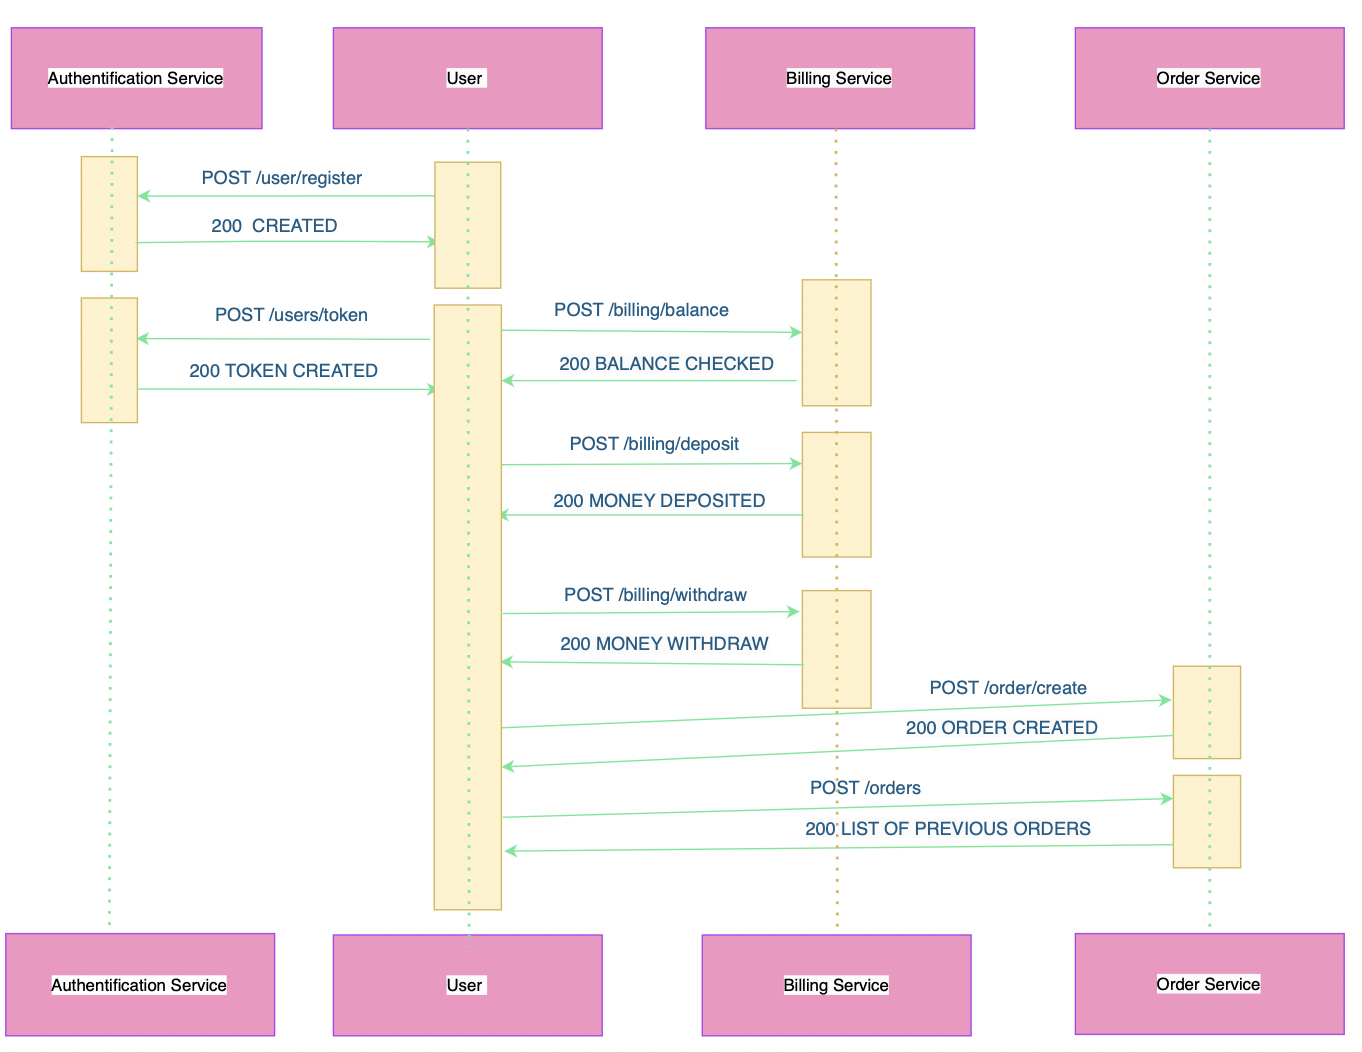 Authentification Service
User
Billing Service
Order Service
POST /user/register
200  CREATED
POST /billing/balance
POST /users/token
200 BALANCE CHECKED
200 TOKEN CREATED
POST /billing/deposit
200 MONEY DEPOSITED
POST /billing/withdraw
200 MONEY WITHDRAW
POST /order/create
200 ORDER CREATED
POST /orders
200 LIST OF PREVIOUS ORDERS
Authentification Service
User
Billing Service
Order Service